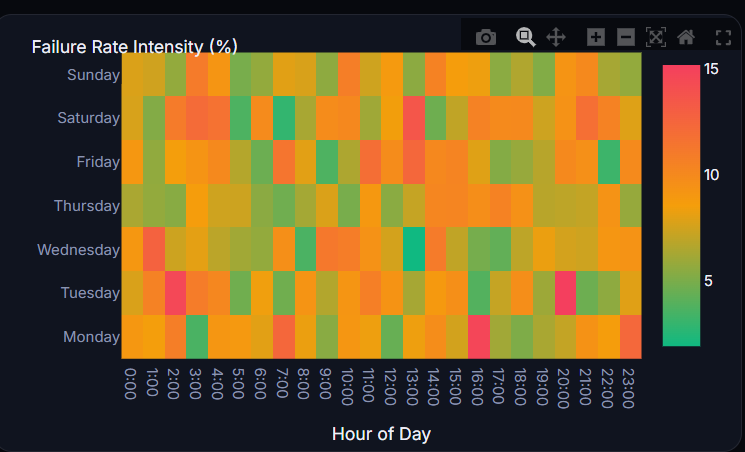 Failure Rate Intensity (%)
Sunday
Saturday
Friday
Thursday
Wednesday
Tuesday
Monday
0:00 1:00 2:00 3:00 4:00 5:00 6:00 7:00 8:00 9:00 10:00 11:00 12:00 13:00 14:00 15:00 16:00 17:00 18:00 19:00 20:00 21:00 22:00 23:00
Hour of Day
15
10
5